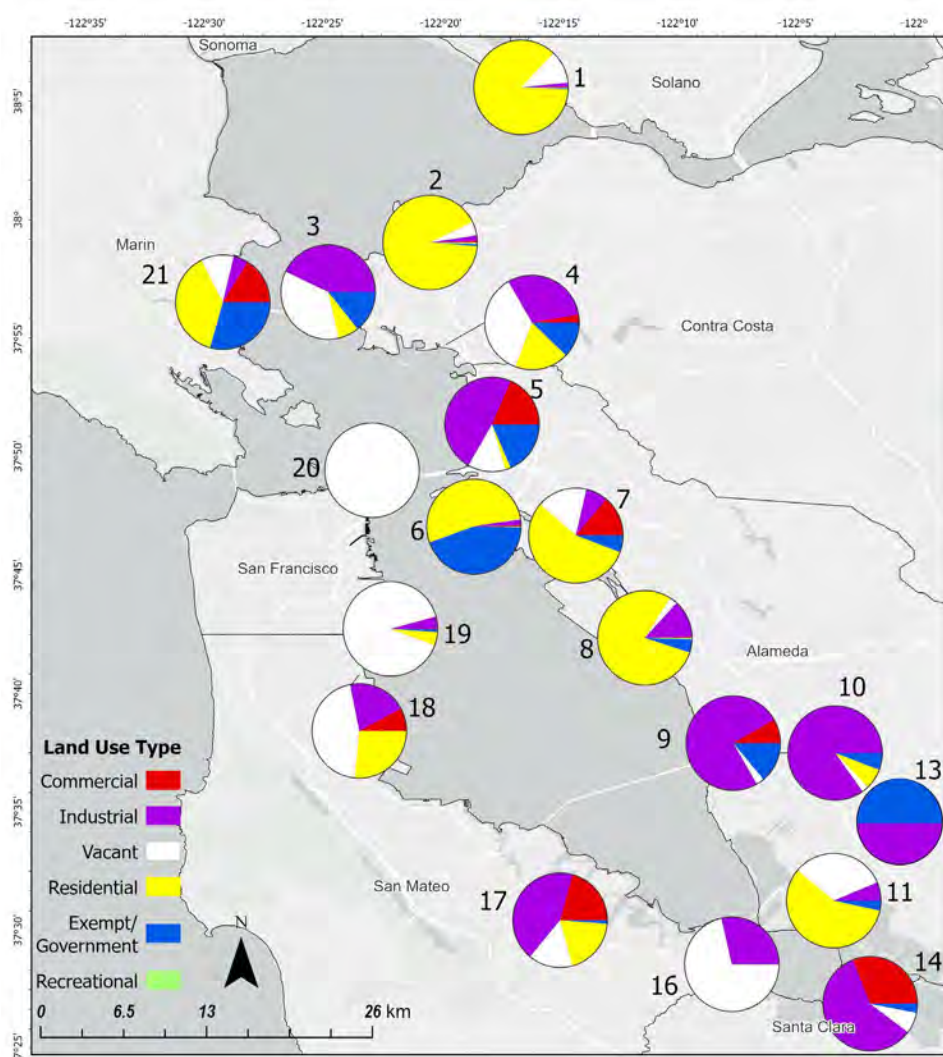 -122°35' -122°30' -122°25' -122°20' -122°15' -122°10' -122°5' -122°
Sonoma
Solano
1
38°5'
2
38°
3
Marin
21
4
Contra Costa
37°55'
5
37°50'
20
7
6
San Francisco
37°45'
19
8
Alameda
37°40'
18
10
9
13
Land Use Type
Commercial
Industrial
Vacant
Residential
Exempt/
Government
Recreational
37°35'
San Mateo
17
11
37°30'
N
16
14
0 6.5 13 26 km
Santa Clara
7°25'